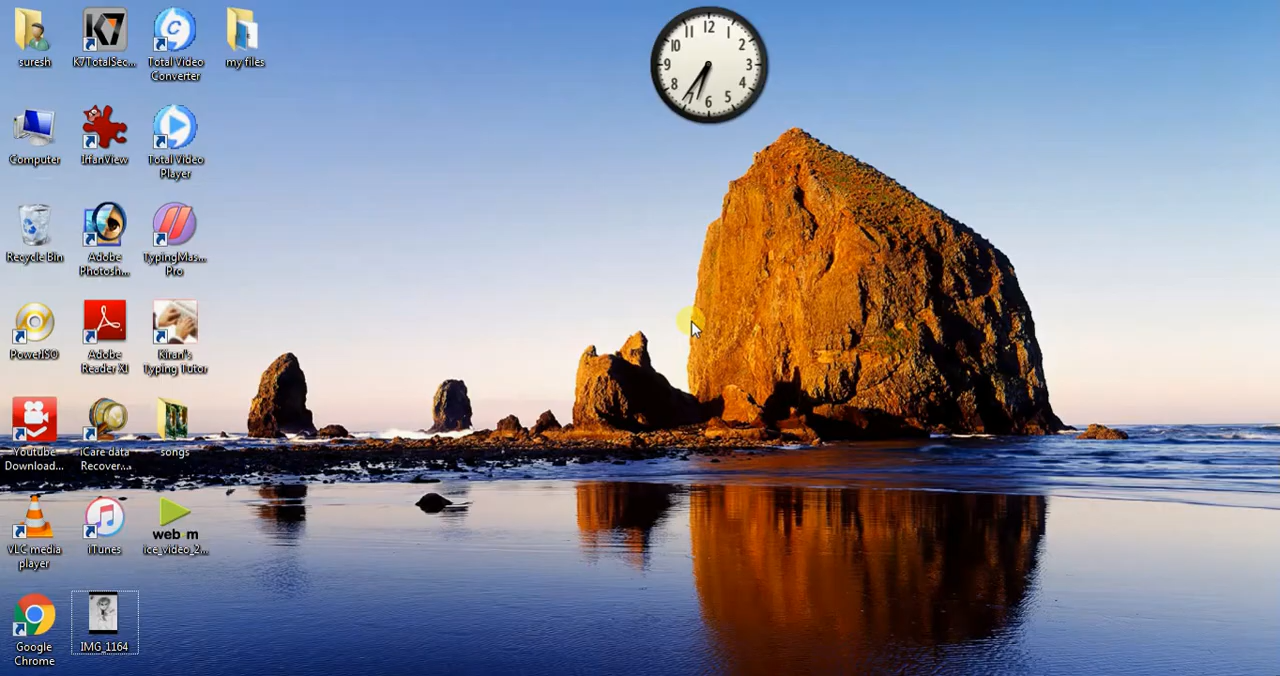 suresh
K7TotalSec...
Total Video
Converter
my files
Computer
IrfanView
Total Video
Player
Recycle Bin
Adobe
Photosh...
TypingMas...
Pro
PowerISO
Adobe
Reader XI
Kiran's
Typing Tutor
Youtube
Download...
iCare data
Recover...
songs
VLC media
player
iTunes
web m
ice_video_2...
Google
Chrome
IMG_1164
K7
12
1
2
3
4
5
6
7
8
9
10
11